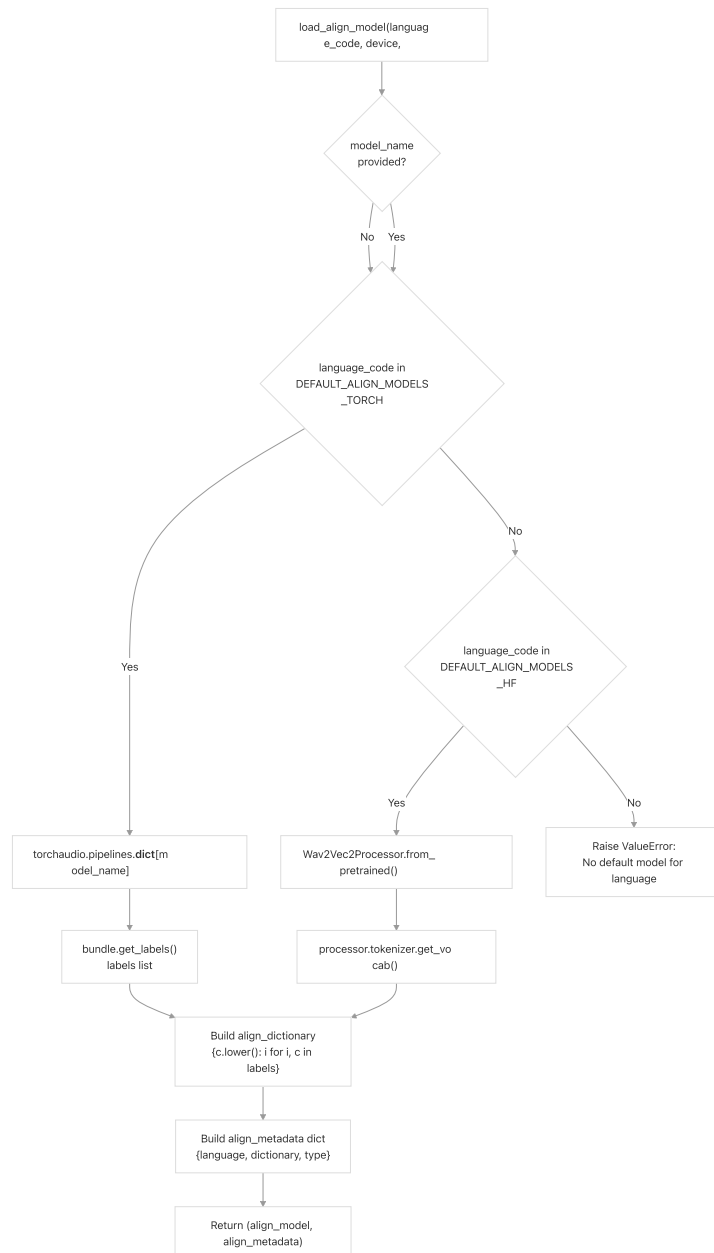 load_align_model(languag
e_code, device,
model_name
provided?
No
Yes
language_code in
DEFAULT_ALIGN_MODELS
_TORCH
No
language_code in
DEFAULT_ALIGN_MODELS
_HF
Yes
Yes
No
torchaudio.pipelines.dict[m
odel_name]
Wav2Vec2Processor.from_
pretrained()
Raise ValueError:
No default model for
language
bundle.get_labels()
labels list
processor.tokenizer.get_vo
cab()
Build align_dictionary
{c.lower(): i for i, c in
labels}
Build align_metadata dict
{language, dictionary, type}
Return (align_model,
align_metadata)